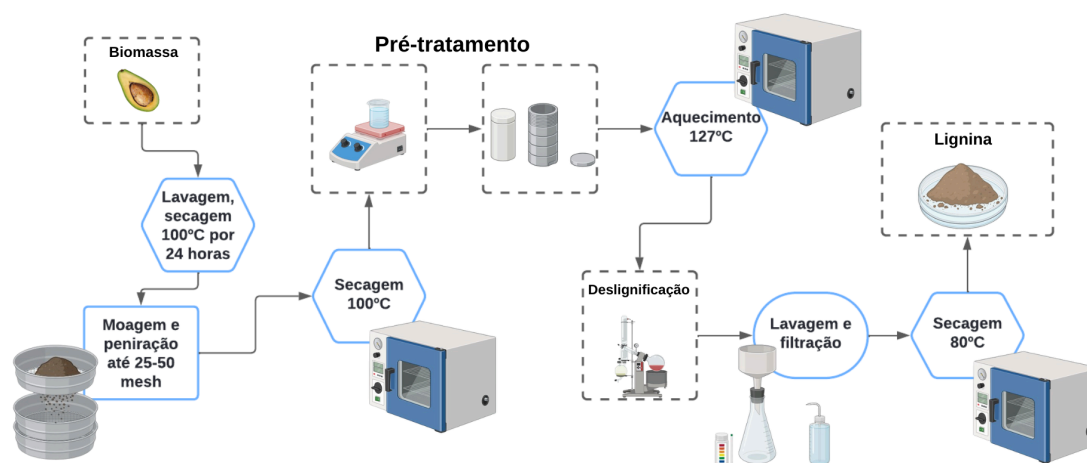 Biomassa
Lavagem,
secagem
100ºC por
24 horas
Moagem e
peniração
até 25-50
mesh
Secagem
100ºC
Pré-tratamento
Aquecimento
127ºC
Deslignificação
Lavagem e
filtração
Secagem
80ºC
Lignina